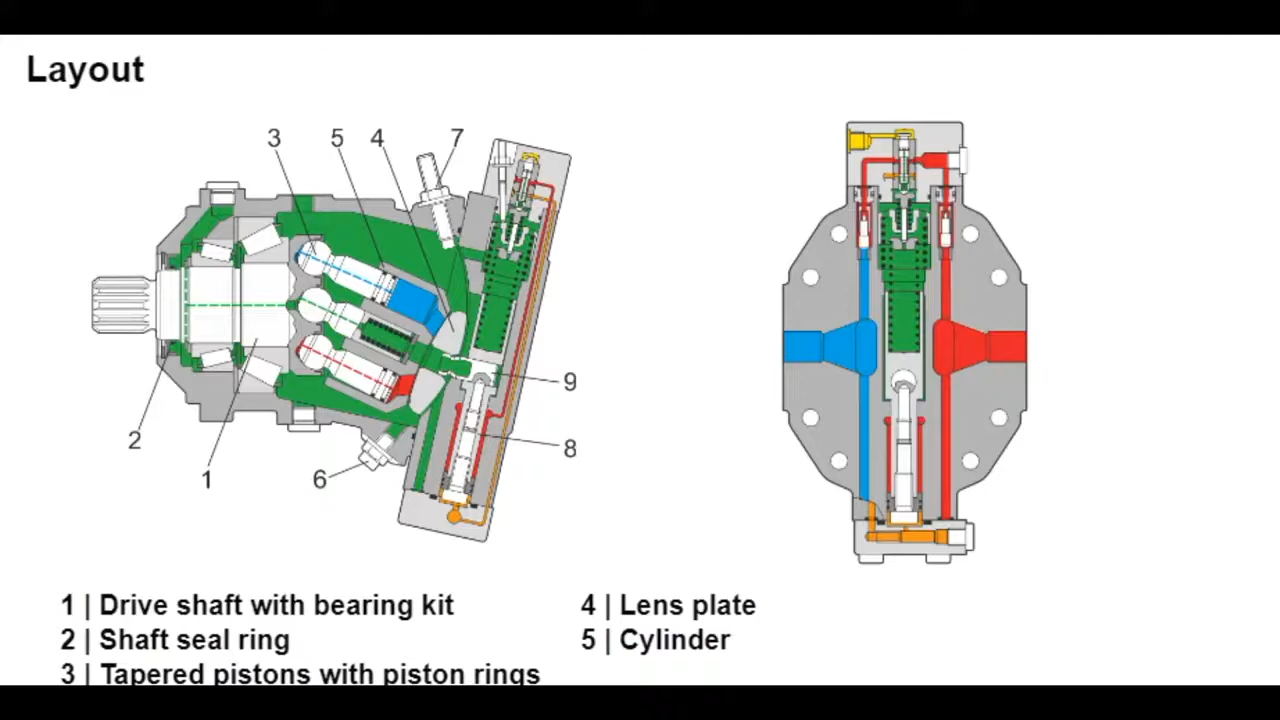 Layout
3 5 4 7
9
8
2
1 6
1 | Drive shaft with bearing kit
2 | Shaft seal ring
3 | Tapered pistons with piston rings
4 | Lens plate
5 | Cylinder